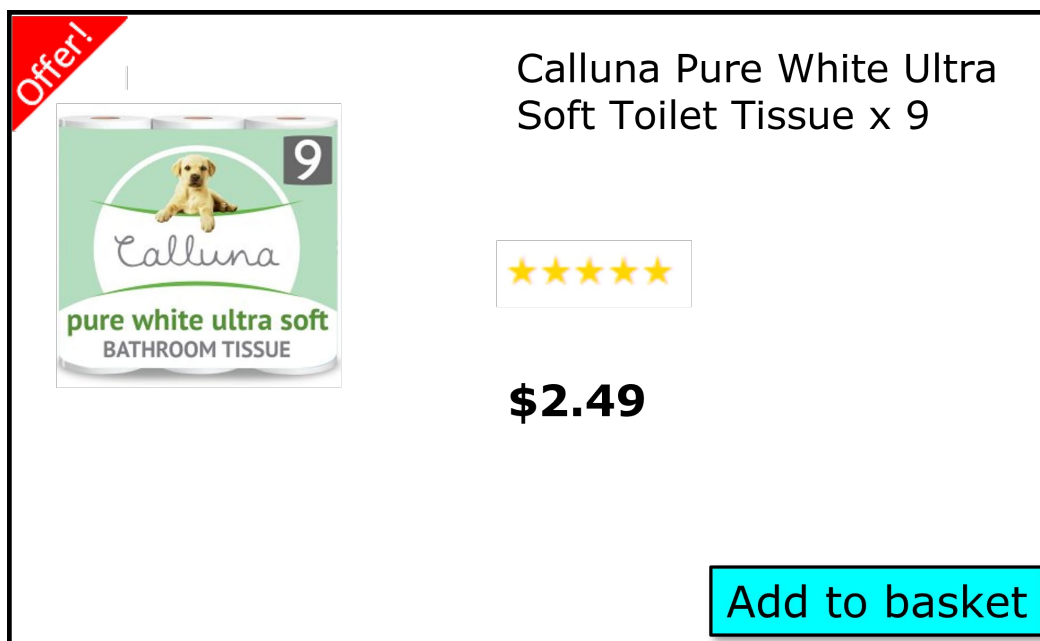 Offer!
Calluna Pure White Ultra
Soft Toilet Tissue x 9
9
Calluna
pure white ultra soft
BATHROOM TISSUE
$2.49
Add to basket